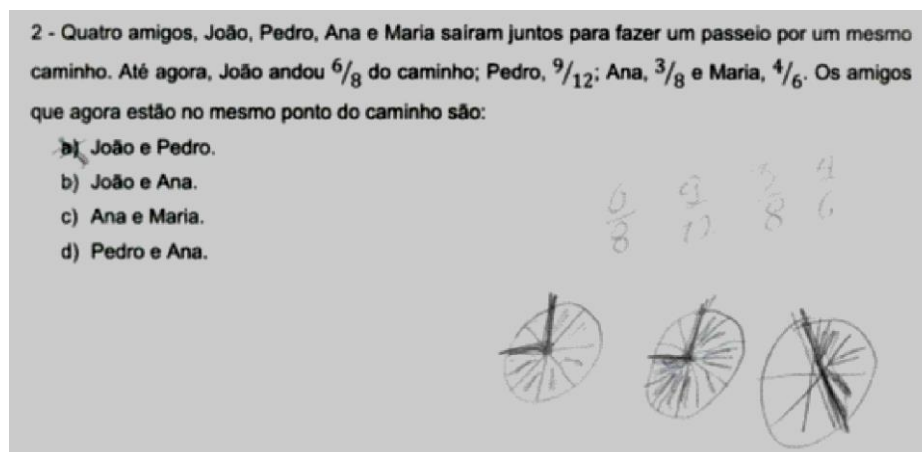 2 - Quatro amigos, João, Pedro, Ana e Maria saíram juntos para fazer um passeio por um mesmo
caminho. Até agora, João andou 6/8 do caminho; Pedro, 9/12; Ana, 3/8 e Maria, 4/6. Os amigos
que agora estão no mesmo ponto do caminho são:
a) João e Pedro.
b) João e Ana.
c) Ana e Maria.
d) Pedro e Ana.
6/8 9/12 3/8 4/6